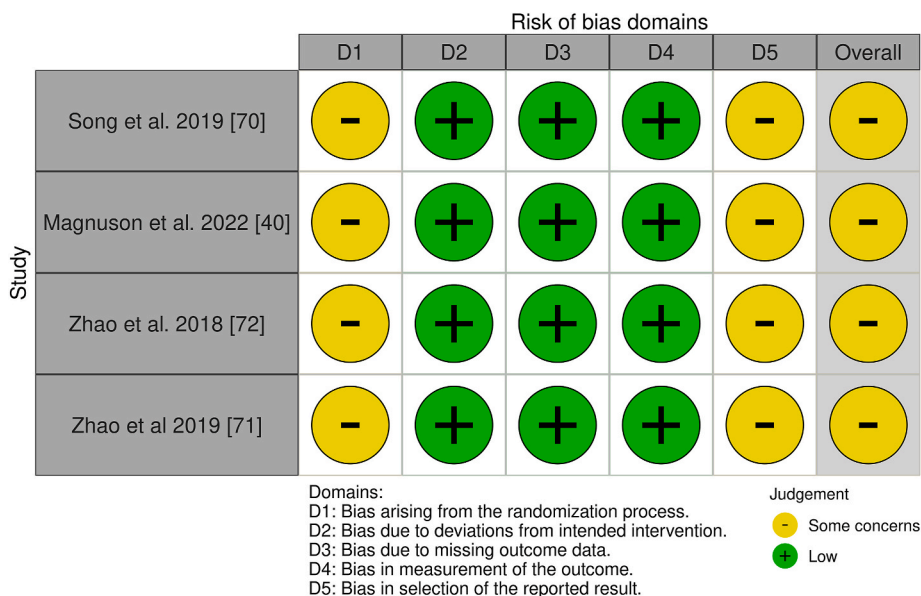 Risk of bias domains
D1 D2 D3 D4 D5 Overall
Study
Song et al. 2019 [70] - + + + - -
Magnuson et al. 2022 [40] - + + + - -
Zhao et al. 2018 [72] - + + + - -
Zhao et al 2019 [71] - + + + - -
Domains:
D1: Bias arising from the randomization process.
D2: Bias due to deviations from intended intervention.
D3: Bias due to missing outcome data.
D4: Bias in measurement of the outcome.
D5: Bias in selection of the reported result.
Judgement
- Some concerns
+ Low